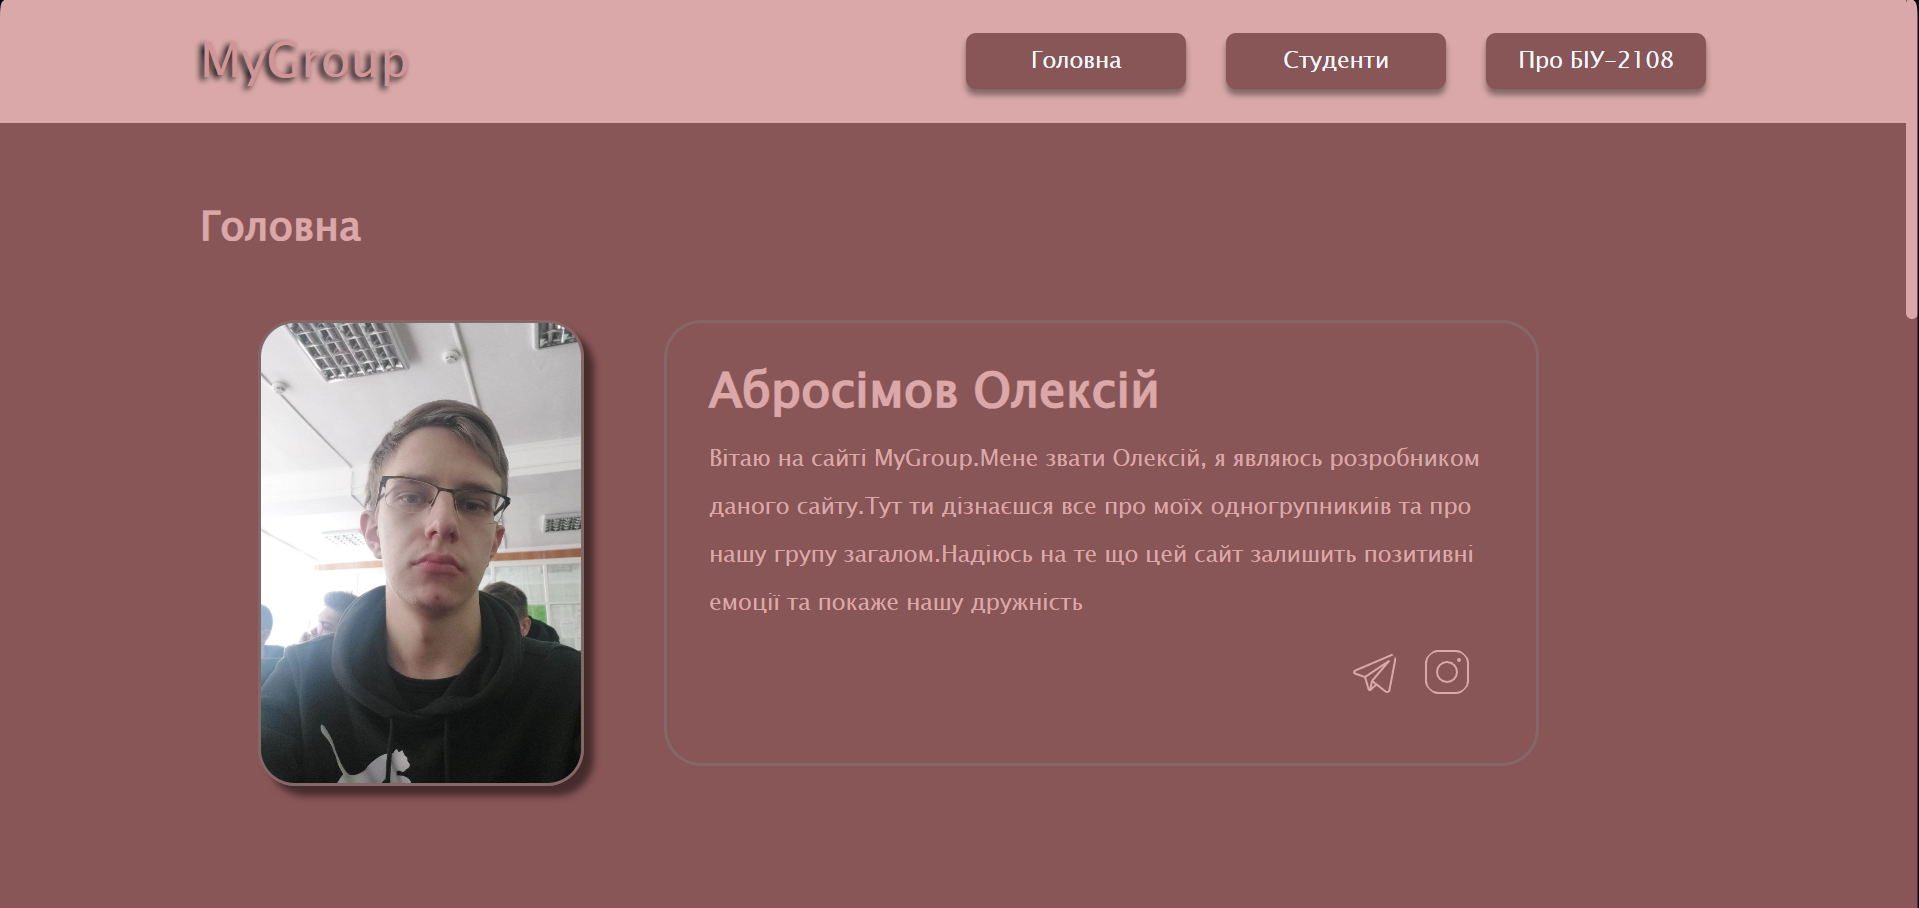 MyGroup
Головна
Студенти
Про БІУ-2108
Головна
Абросімов Олексій
Вітаю на сайті MyGroup.Мене звати Олексій, я являюсь розробником
даного сайту.Тут ти дізнаєшся все про моїх одногрупникиів та про
нашу групу загалом.Надіюсь на те що цей сайт залишить позитивні
емоції та покаже нашу дружність